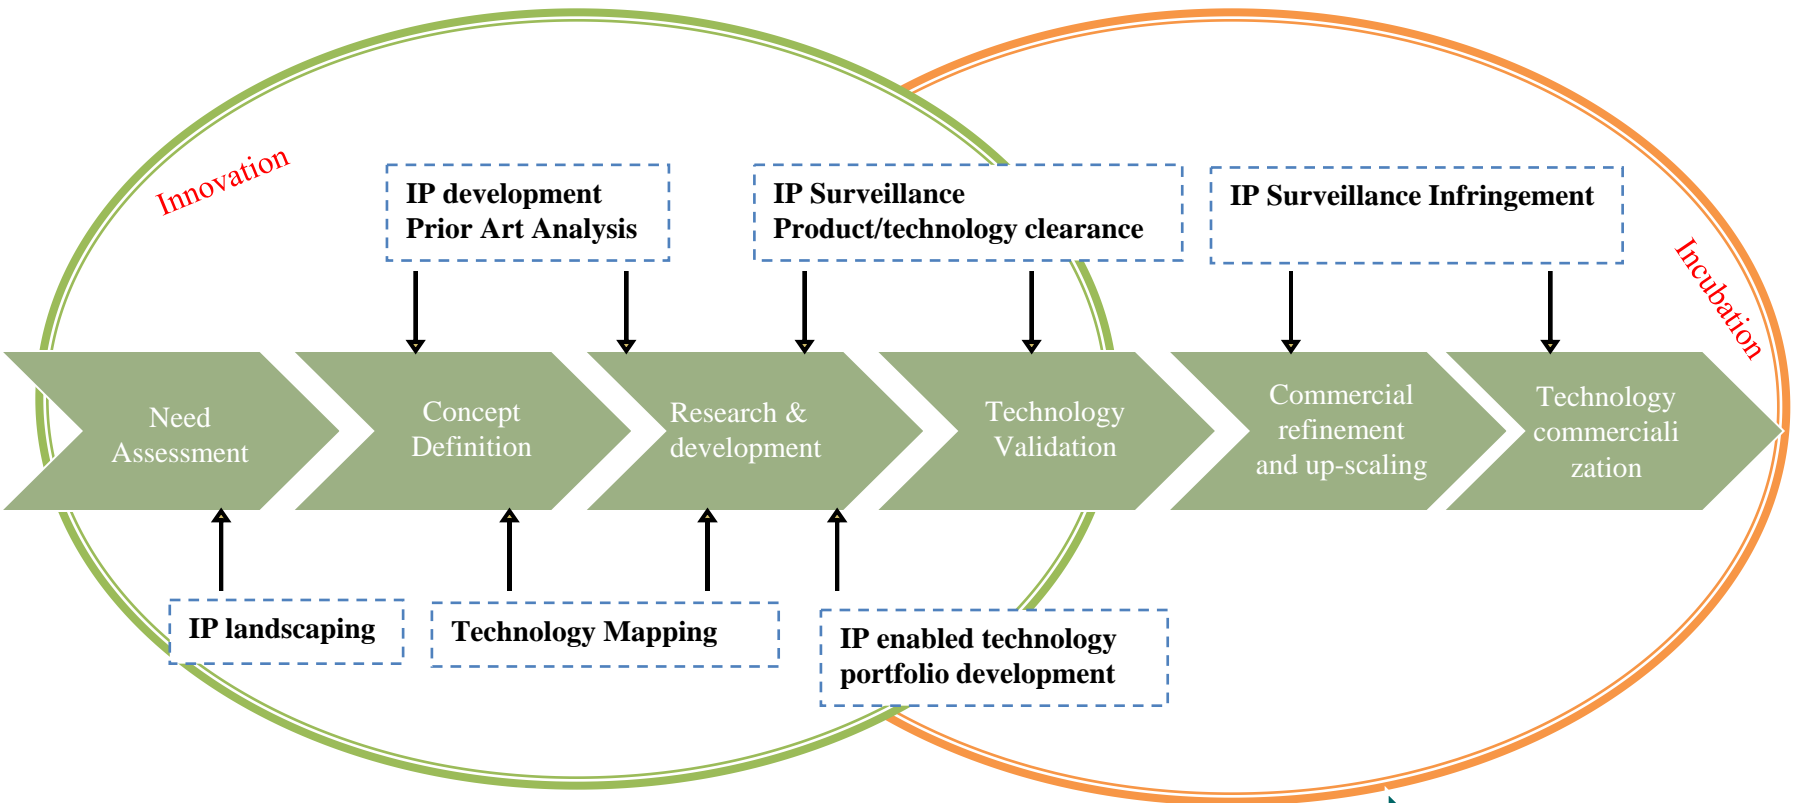 Innovation
IP development
Prior Art Analysis
IP Surveillance
Product/technology clearance
IP Surveillance Infringement
Incubation
Need
Assessment
Concept
Definition
Research &
development
Technology
Validation
Commercial
refinement
and up-scaling
Technology
commerciali
zation
IP landscaping
Technology Mapping
IP enabled technology
portfolio development